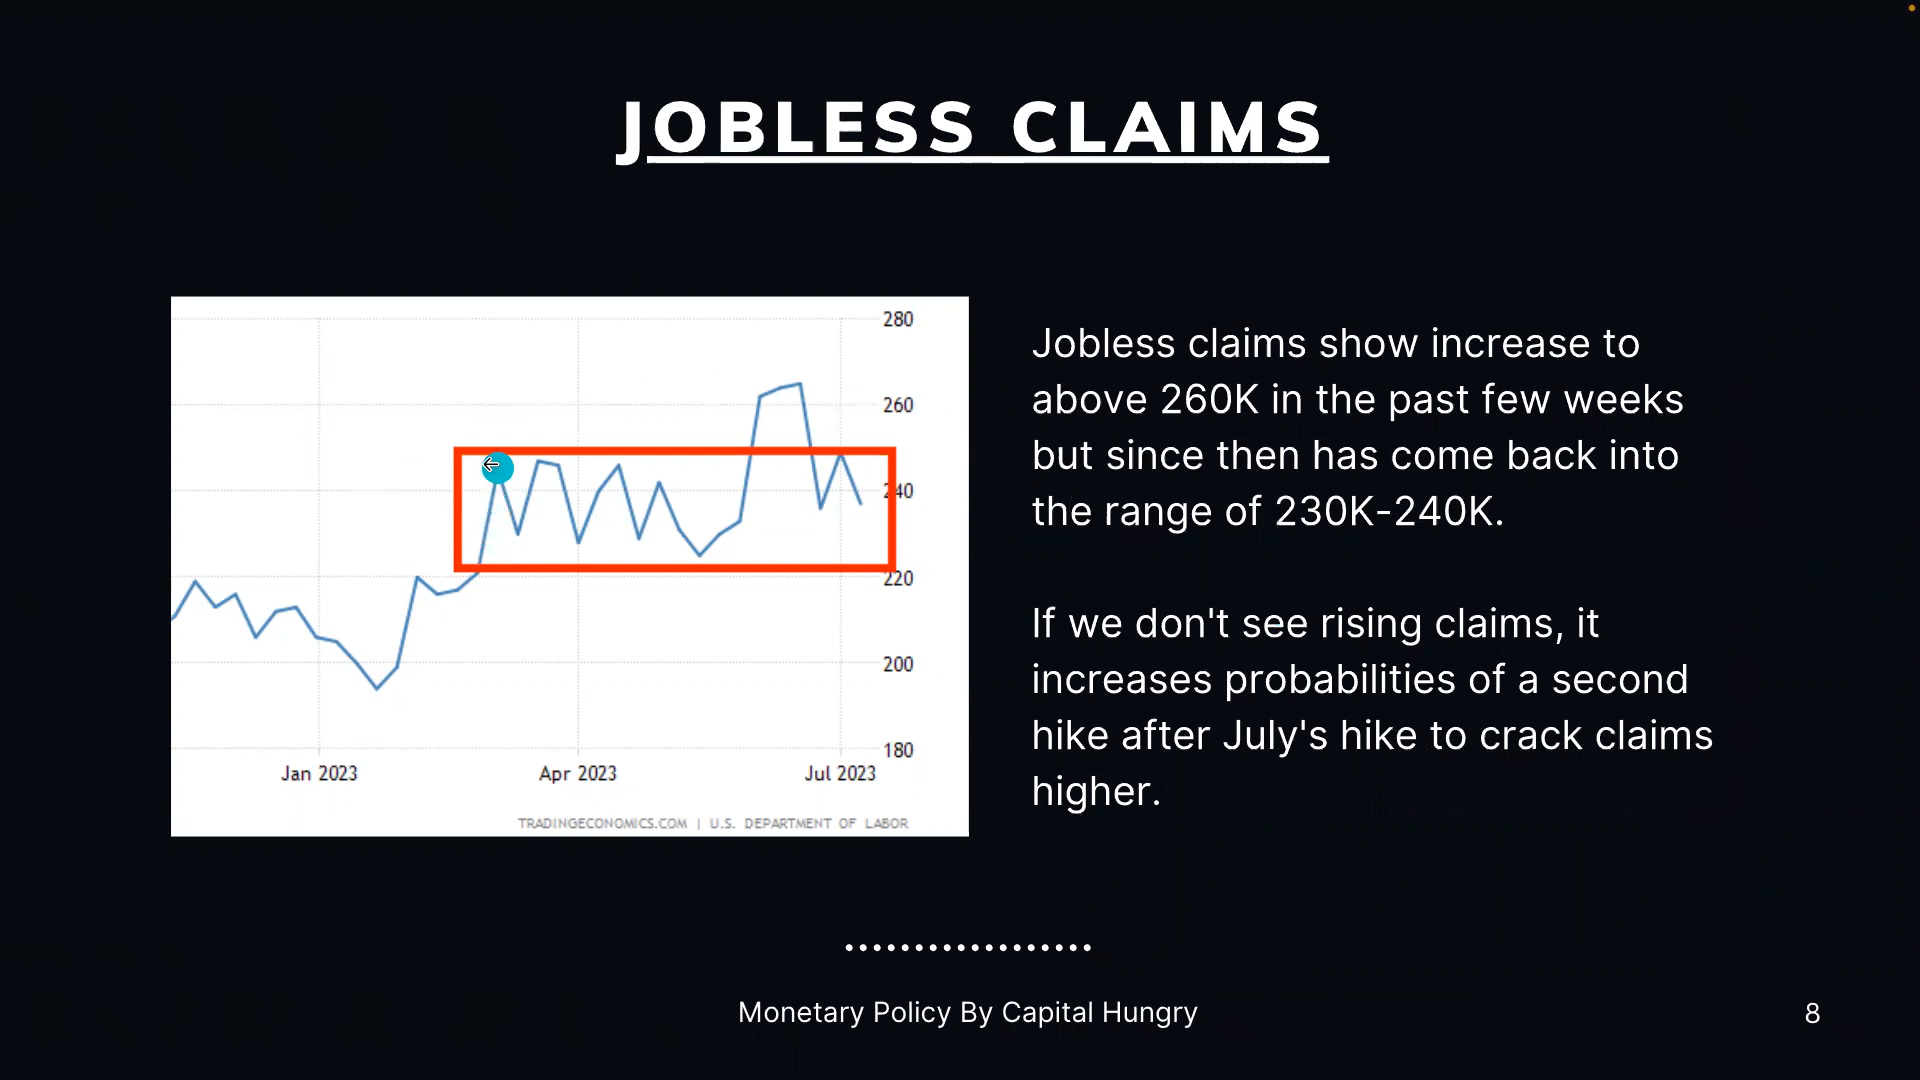 JOBLESS CLAIMS
280
260
240
220
200
180
Jan 2023 Apr 2023 Jul 2023
TRADINGECONOMICS.COM | U.S. DEPARTMENT OF LABOR
Jobless claims show increase to
above 260K in the past few weeks
but since then has come back into
the range of 230K-240K.
If we don't see rising claims, it
increases probabilities of a second
hike after July's hike to crack claims
higher.
Monetary Policy By Capital Hungry
8